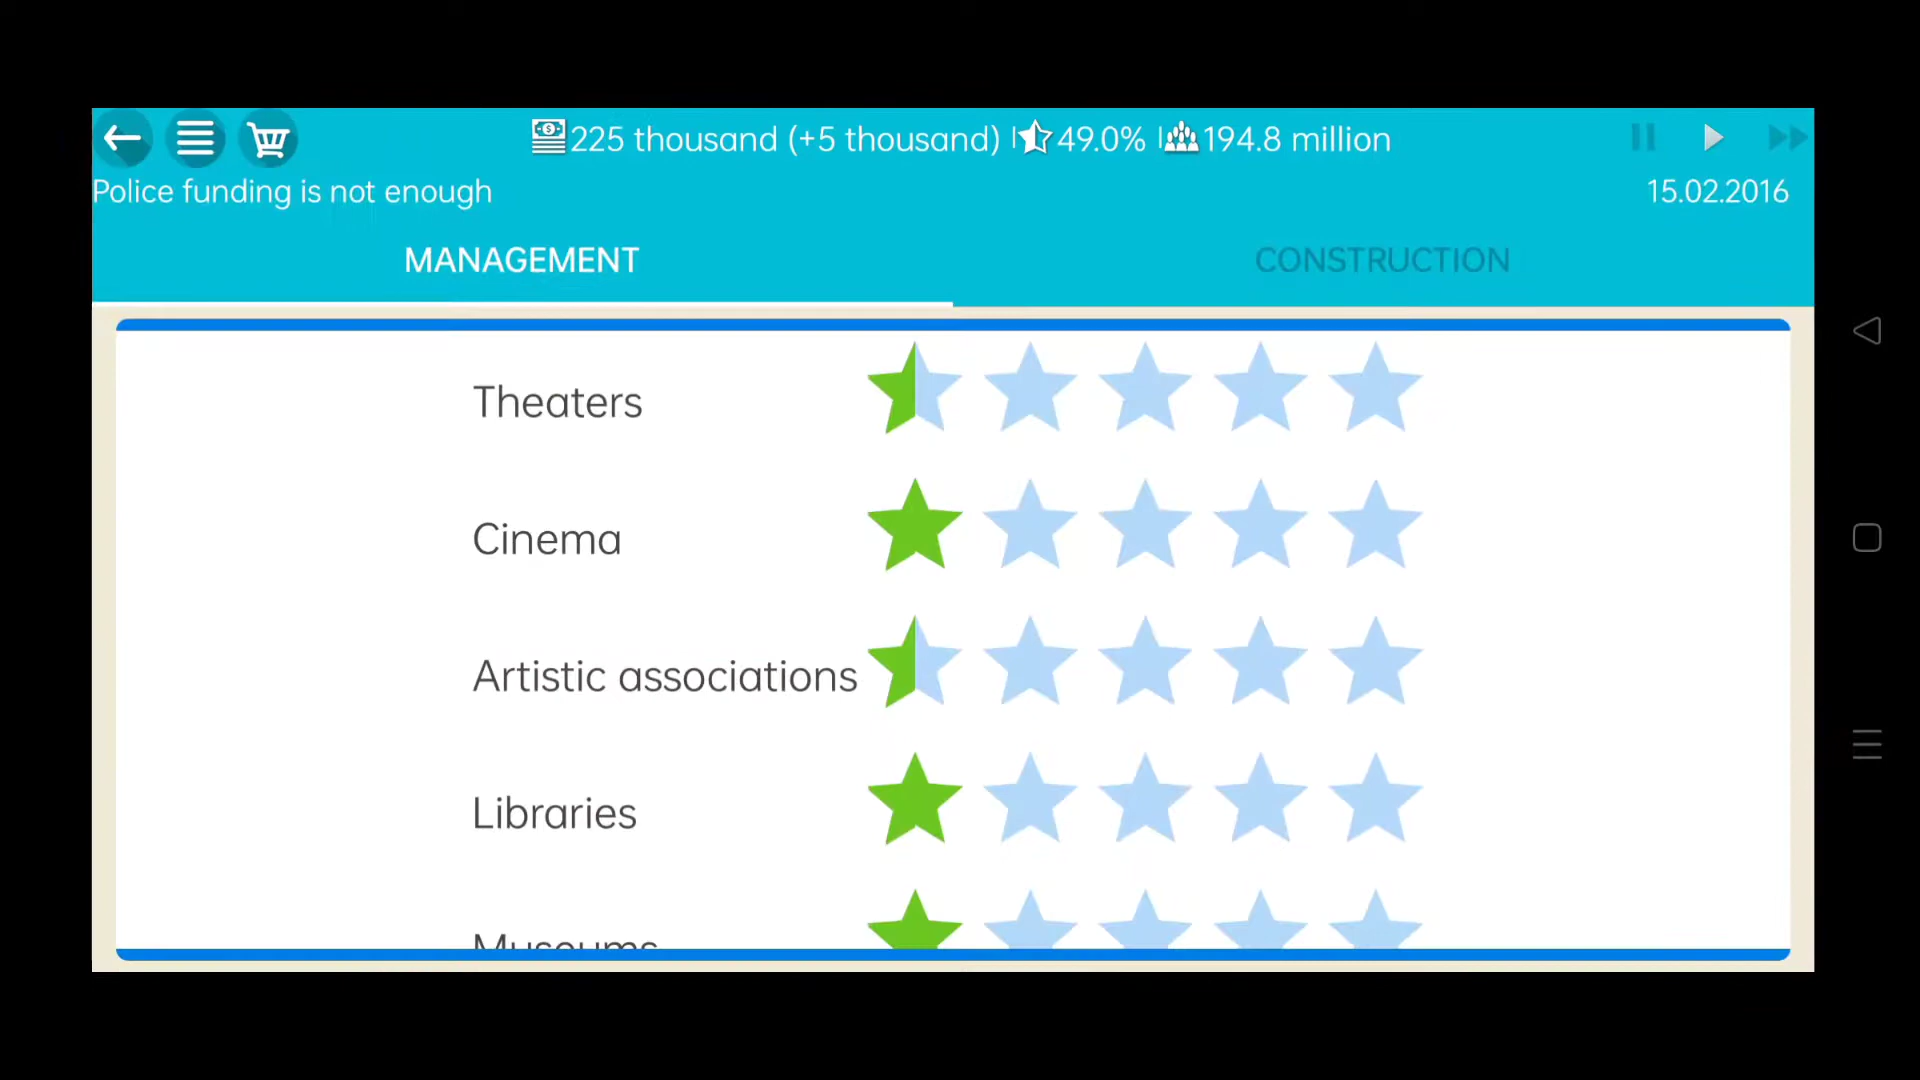 225 thousand (+5 thousand) | 49.0% | 194.8 million
Police funding is not enough
15.02.2016
MANAGEMENT
CONSTRUCTION
Theaters
Cinema
Artistic associations
Libraries
Museums